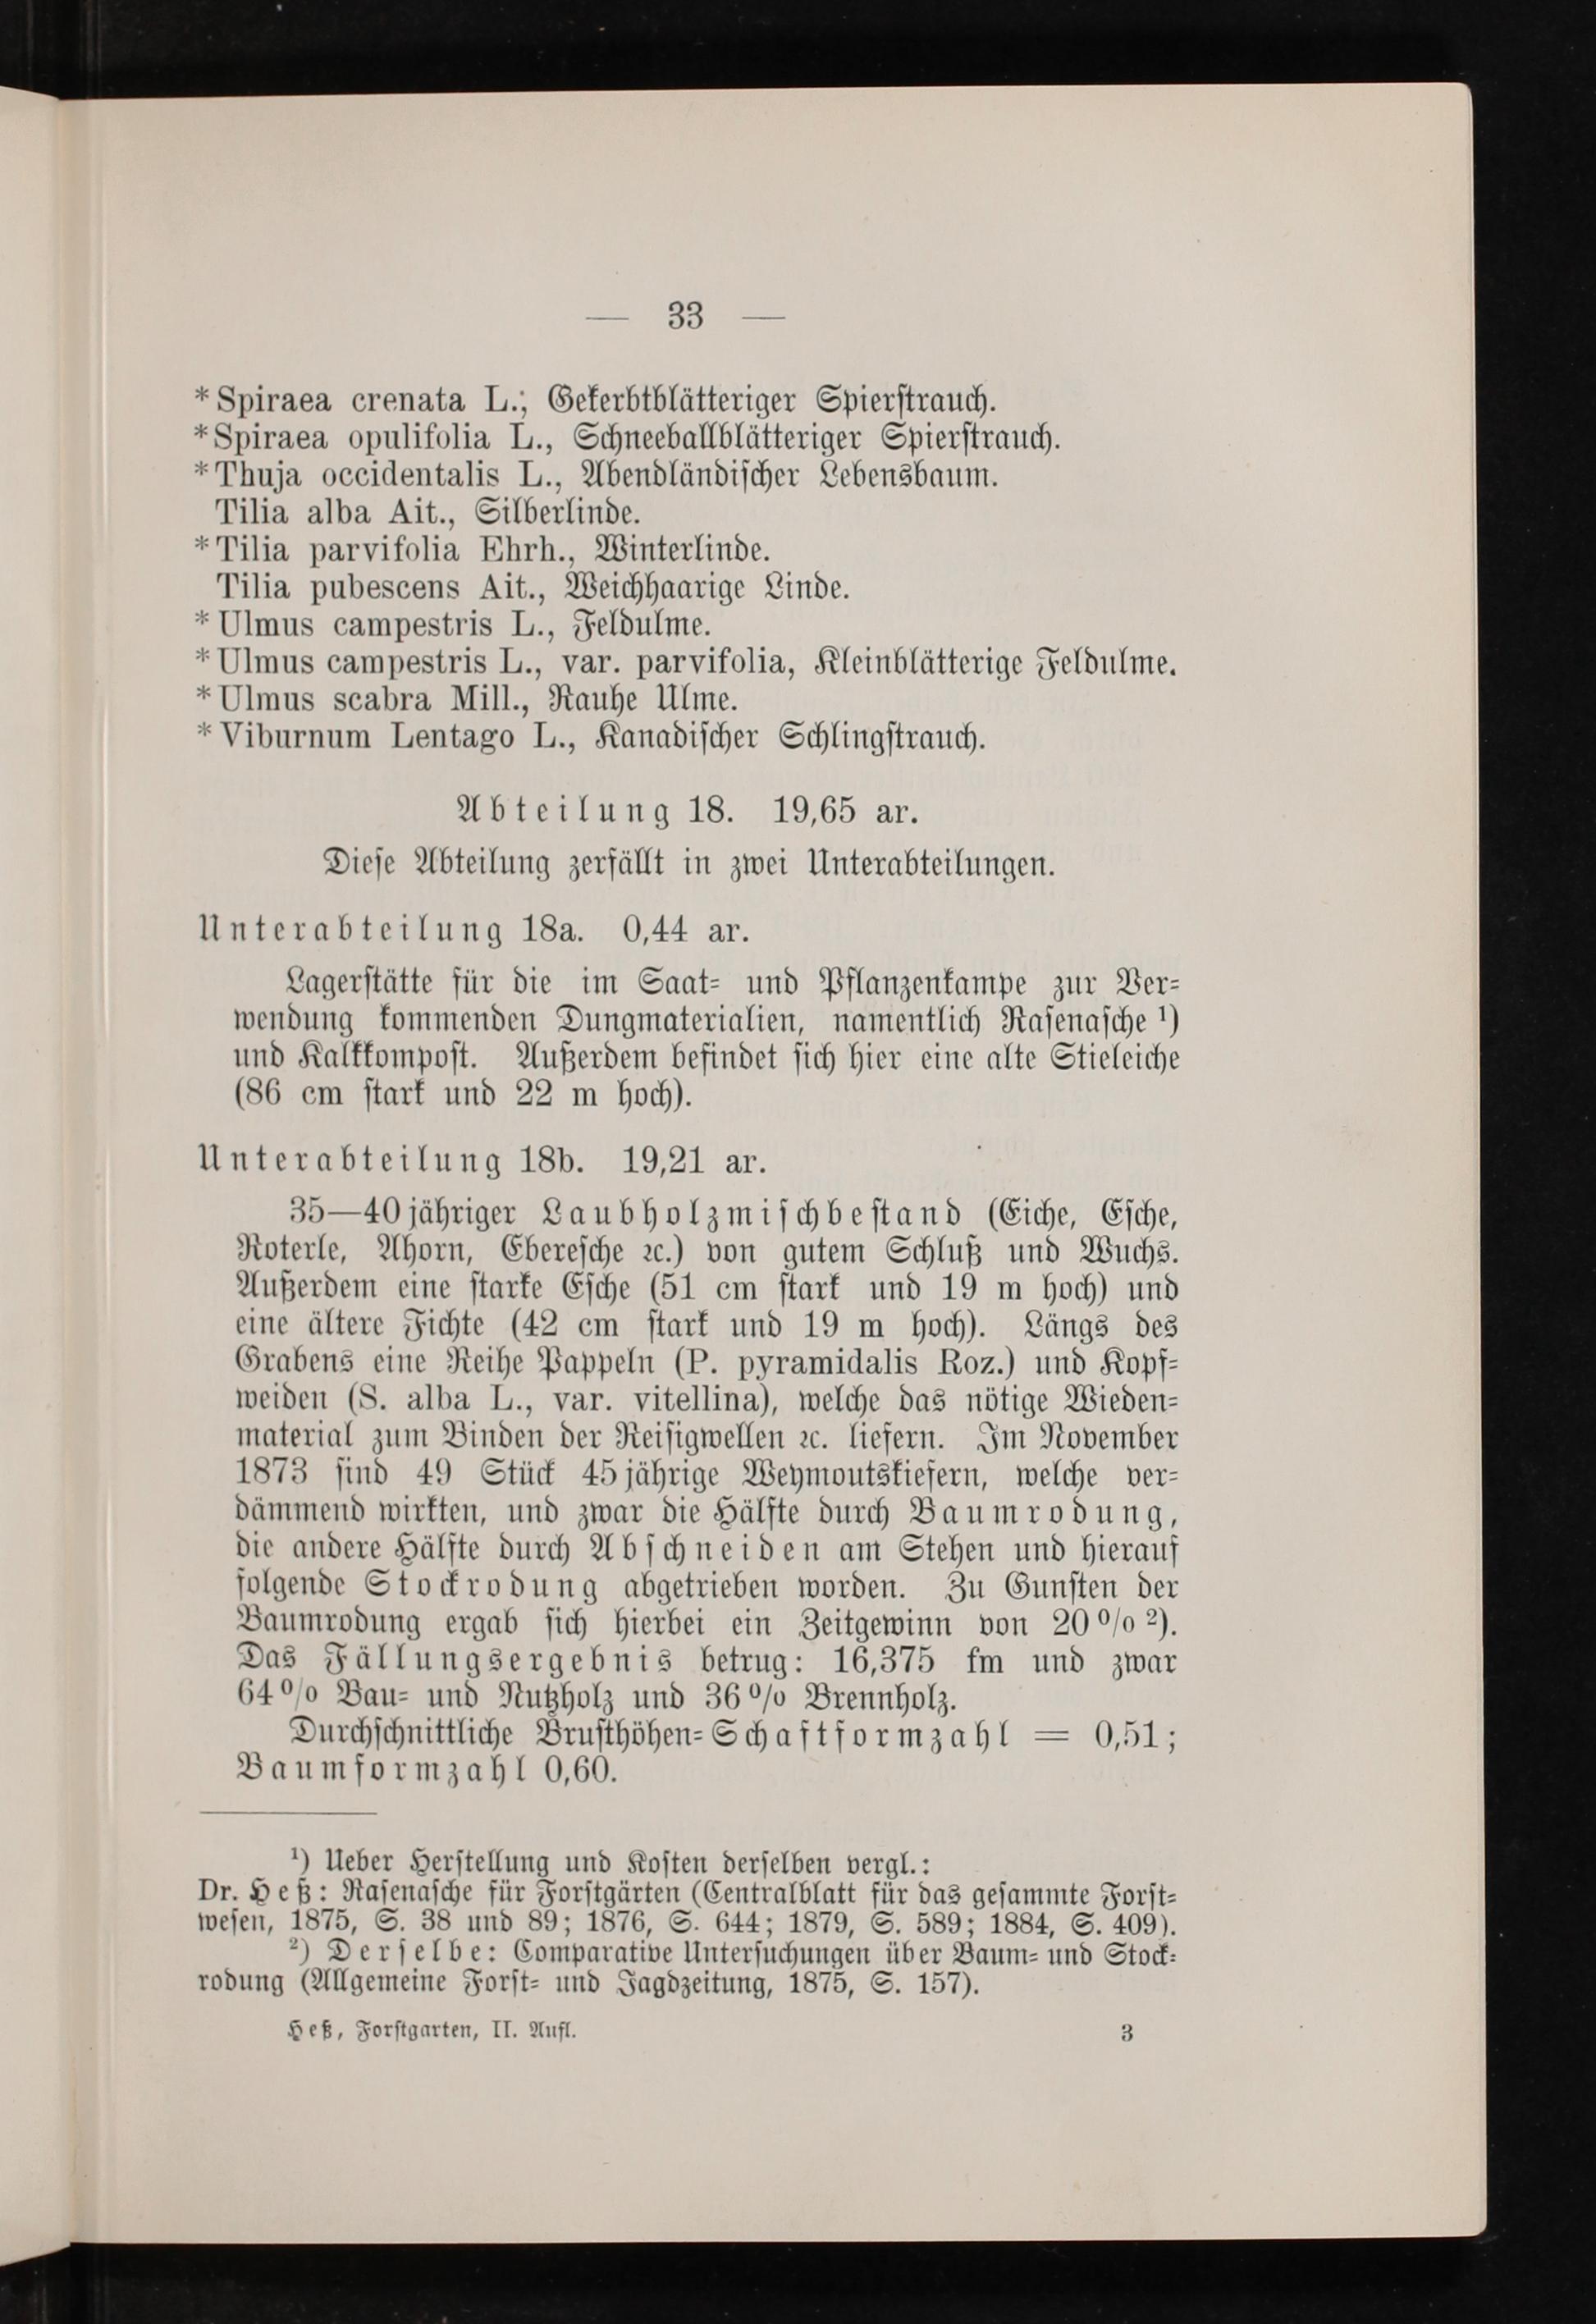 — 33 —
*Spiraea crenata L.; Gekerbtblätteriger Spierstrauch.
*Spiraea opulifolia L., Schneeballblätteriger Spierstrauch.
*Thuja occidentalis L., Abendländischer Lebensbaum.
Tilia alba Ait., Silberlinde.
*Tilia parvifolia Ehrh., Winterlinde.
Tilia pubescens Ait., Weichhaarige Linde.
*Ulmus campestris L., Feldulme.
*Ulmus campestris L., var. parvifolia, Kleinblätterige Feldulme.
*Ulmus scabra Mill., Rauhe Ulme.
*Viburnum Lentago L., Kanadischer Schlingstrauch.
Abteilung 18. 19,65 ar.
Diese Abteilung zerfällt in zwei Unterabteilungen.
Unterabteilung 18a. 0,44 ar.
Lagerstätte für die im Saat- und Pflanzenkampe zur Ver-
wendung kommenden Dungmaterialien, namentlich Rasenasche ¹)
und Kalkkompost. Außerdem befindet sich hier eine alte Stieleiche
(86 cm stark und 22 m hoch).
Unterabteilung 18b. 19,21 ar.
35—40jähriger Laubholzmischbestand (Eiche, Esche,
Roterle, Ahorn, Eberesche ꝛc.) von gutem Schluß und Wuchs.
Außerdem eine starke Esche (51 cm stark und 19 m hoch) und
eine ältere Fichte (42 cm stark und 19 m hoch). Längs des
Grabens eine Reihe Pappeln (P. pyramidalis Roz.) und Kopf-
weiden (S. alba L., var. vitellina), welche das nötige Wieden-
material zum Binden der Reisigwellen ꝛc. liefern. Im November
1873 sind 49 Stück 45jährige Weymoutskiefern, welche ver-
dämmend wirkten, und zwar die Hälfte durch Baumrodung,
die andere Hälfte durch Abschneiden am Stehen und hierauf
folgende Stockrodung abgetrieben worden. Zu Gunsten der
Baumrodung ergab sich hierbei ein Zeitgewinn von 20% ²).
Das Fällungsergebnis betrug: 16,375 fm und zwar
64% Bau- und Nutzholz und 36% Brennholz.
Durchschnittliche Brusthöhen-Schaftformzahl = 0,51;
Baumformzahl 0,60.
¹) Ueber Herstellung und Kosten derselben vergl.:
Dr. Heß: Rasenasche für Forstgärten (Centralblatt für das gesammte Forst-
wesen, 1875, S. 38 und 89; 1876, S. 644; 1879, S. 589; 1884, S. 409).
²) Derselbe: Comparative Untersuchungen über Baum- und Stock-
rodung (Allgemeine Forst- und Jagdzeitung, 1875, S. 157).
Heß, Forstgarten, II. Aufl. 3